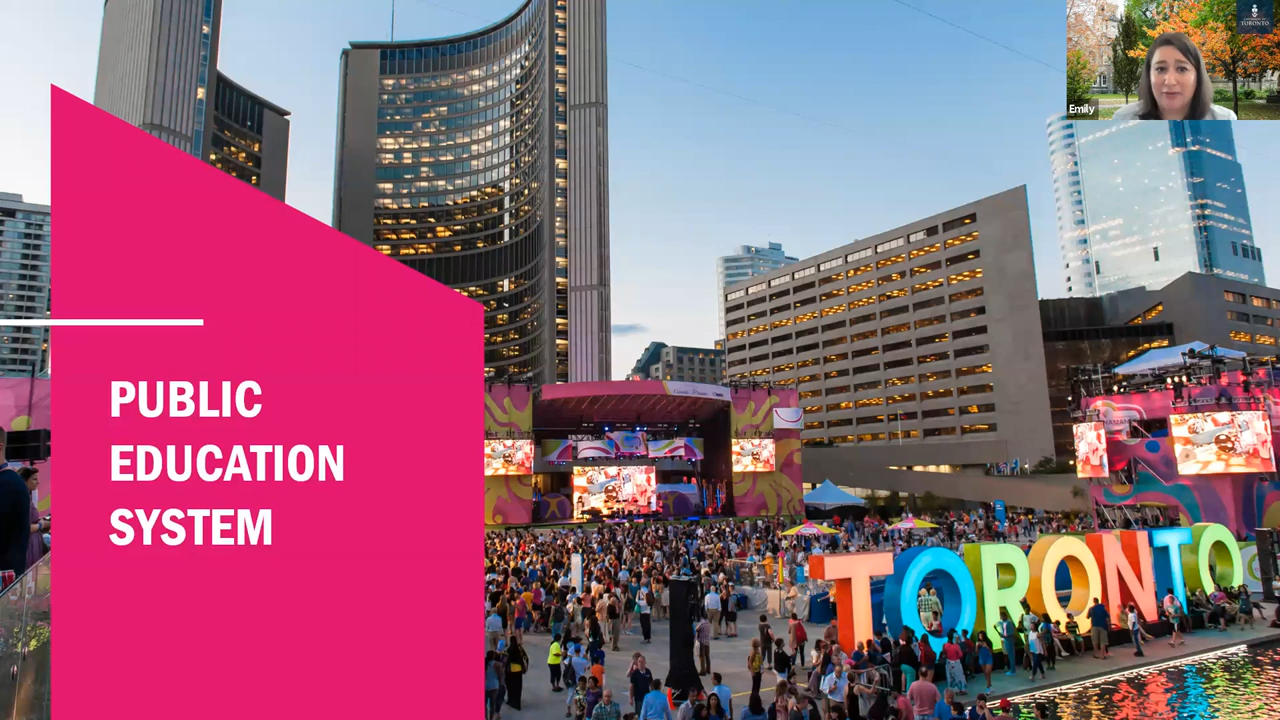 PUBLIC
EDUCATION
SYSTEM
Emily
TORONTO
TORONTO